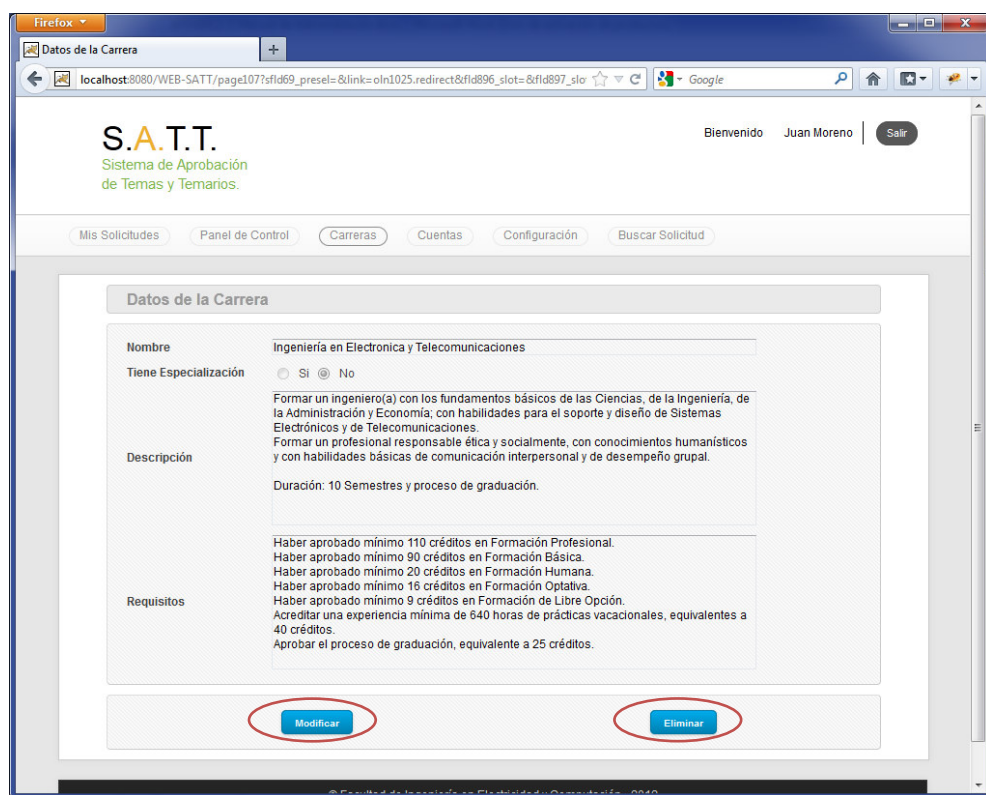 Firefox
Datos de la Carrera
localhost:8080/WEB-SATT/page107?sfld69_presel=&link=oln1025.redirect&fld896_slot=&fld897_slo
Google
S.A.T.T.
Sistema de Aprobación
de Temas y Temarios.
Bienvenido Juan Moreno Salir
Mis Solicitudes Panel de Control Carreras Cuentas Configuración Buscar Solicitud
Datos de la Carrera
Nombre Ingeniería en Electronica y Telecomunicaciones
Tiene Especialización Si No
Descripción
Formar un ingeniero(a) con los fundamentos básicos de las Ciencias, de la Ingeniería, de
la Administración y Economía; con habilidades para el soporte y diseño de Sistemas
Electrónicos y de Telecomunicaciones.
Formar un profesional responsable ética y socialmente, con conocimientos humanísticos
y con habilidades básicas de comunicación interpersonal y de desempeño grupal.
Duración: 10 Semestres y proceso de graduación.
Requisitos
Haber aprobado mínimo 110 créditos en Formación Profesional.
Haber aprobado mínimo 90 créditos en Formación Básica.
Haber aprobado mínimo 20 créditos en Formación Humana.
Haber aprobado mínimo 16 créditos en Formación Optativa.
Haber aprobado mínimo 9 créditos en Formación de Libre Opción.
Acreditar una experiencia mínima de 640 horas de prácticas vacacionales, equivalentes a
40 créditos.
Aprobar el proceso de graduación, equivalente a 25 créditos.
Modificar Eliminar
© Facultad de Ingeniería en Electricidad y Computación - 2012